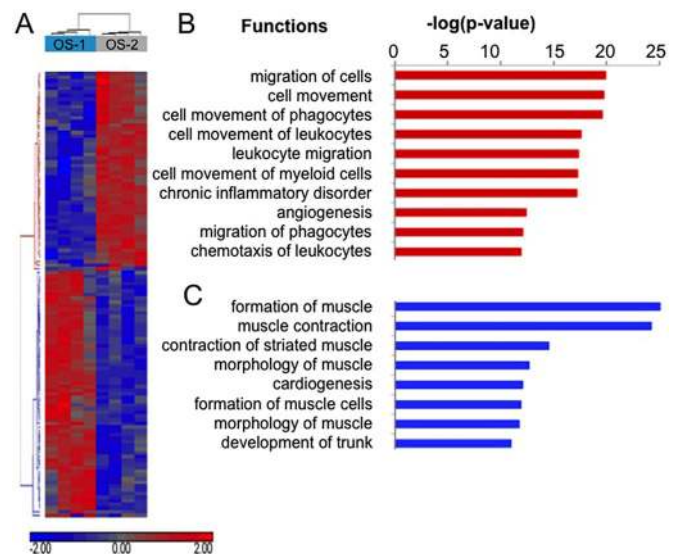 A
OS-1 OS-2
-2.00 0.00 2.00
B
Functions
-log(p-value)
0 5 10 15 20 25
migration of cells
cell movement
cell movement of phagocytes
cell movement of leukocytes
leukocyte migration
cell movement of myeloid cells
chronic inflammatory disorder
angiogenesis
migration of phagocytes
chemotaxis of leukocytes
C
formation of muscle
muscle contraction
contraction of striated muscle
morphology of muscle
cardiogenesis
formation of muscle cells
morphology of muscle
development of trunk